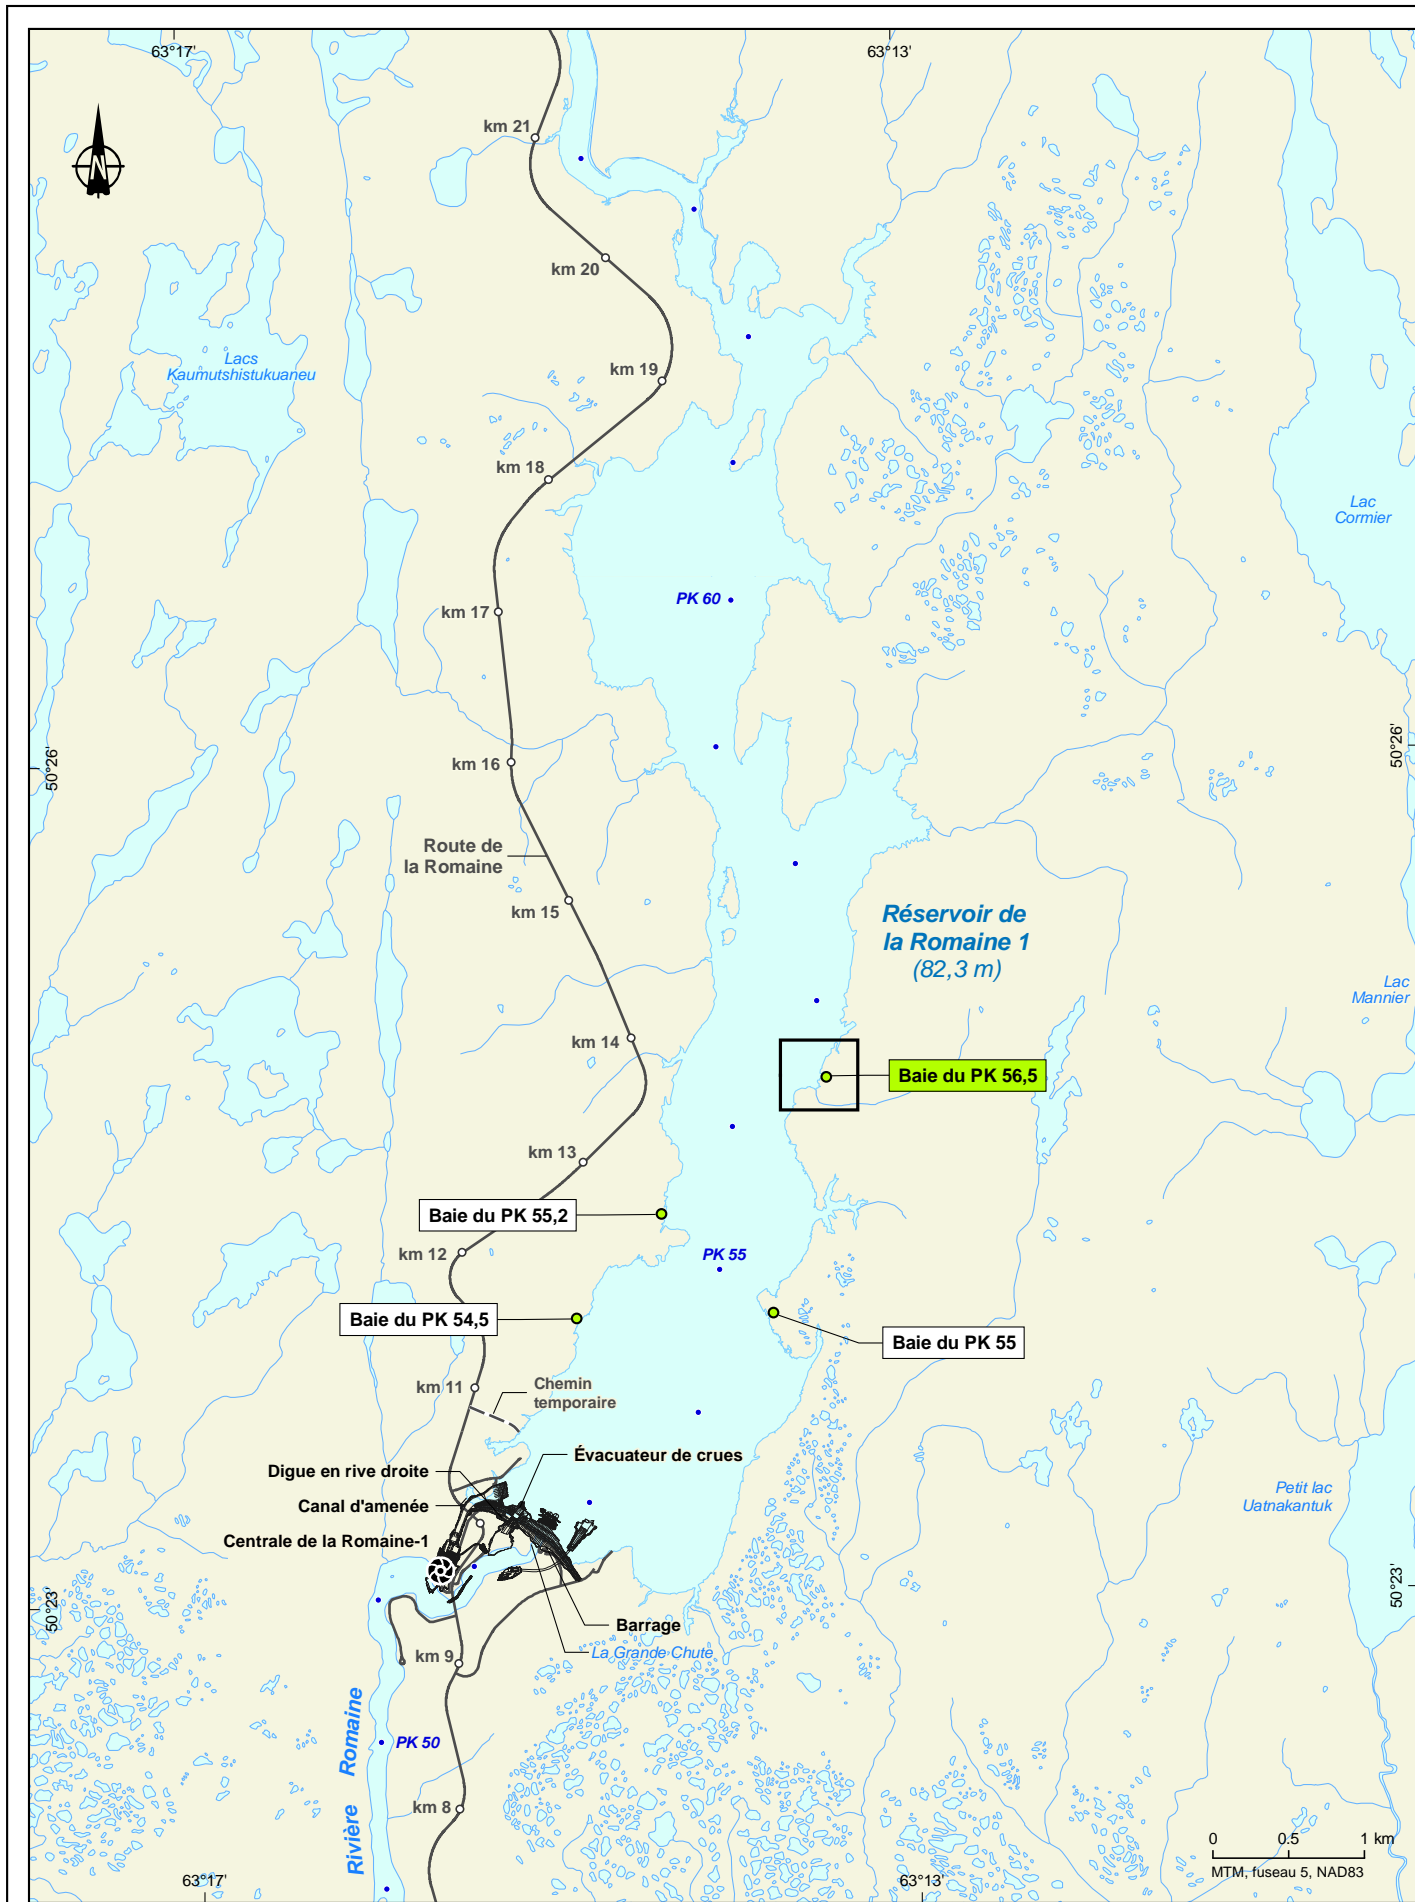 63°17'
63°13'
km 21
N
km 20
Lacs
Kaumutshistukuaneu
km 19
km 18
Lac
Cormier
PK 60
km 17
50°26'
50°26'
km 16
Route de
la Romaine
km 15
Réservoir de
la Romaine 1
(82,3 m)
Lac
Mannier
km 14
Baie du PK 56,5
km 13
Baie du PK 55,2
km 12
PK 55
Baie du PK 54,5
Baie du PK 55
km 11
Chemin
temporaire
Évacuateur de crues
Digue en rive droite
Canal d'amenée
Centrale de la Romaine-1
Petit lac
Uatnakantuk
50°23'
50°23'
Barrage
La Grande Chute
km 9
Rivière Romaine
PK 50
km 8
0 0.5 1 km
MTM, fuseau 5, NAD83
63°17'
63°13'